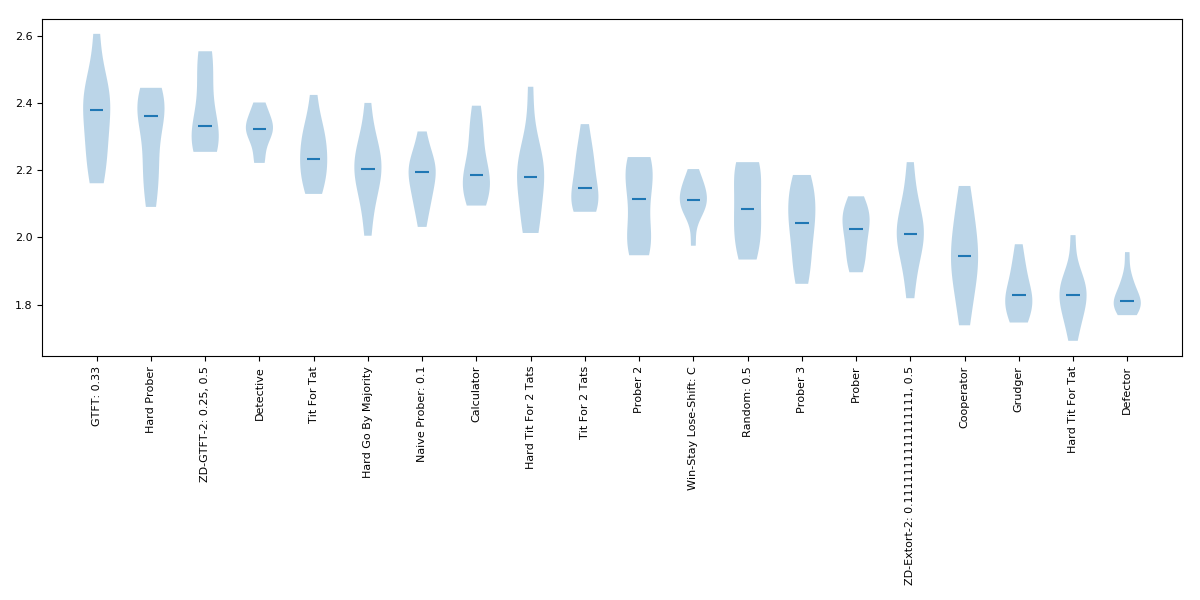 2.6
2.4
2.2
2.0
1.8
GTFT: 0.33
Hard Prober
ZD-GTFT-2: 0.25, 0.5
Detective
Tit For Tat
Hard Go By Majority
Naive Prober: 0.1
Calculator
Hard Tit For 2 Tats
Tit For 2 Tats
Prober 2
Win-Stay Lose-Shift: C
Random: 0.5
Prober 3
Prober
ZD-Extort-2: 0.1111111111111111, 0.5
Cooperator
Grudger
Hard Tit For Tat
Defector